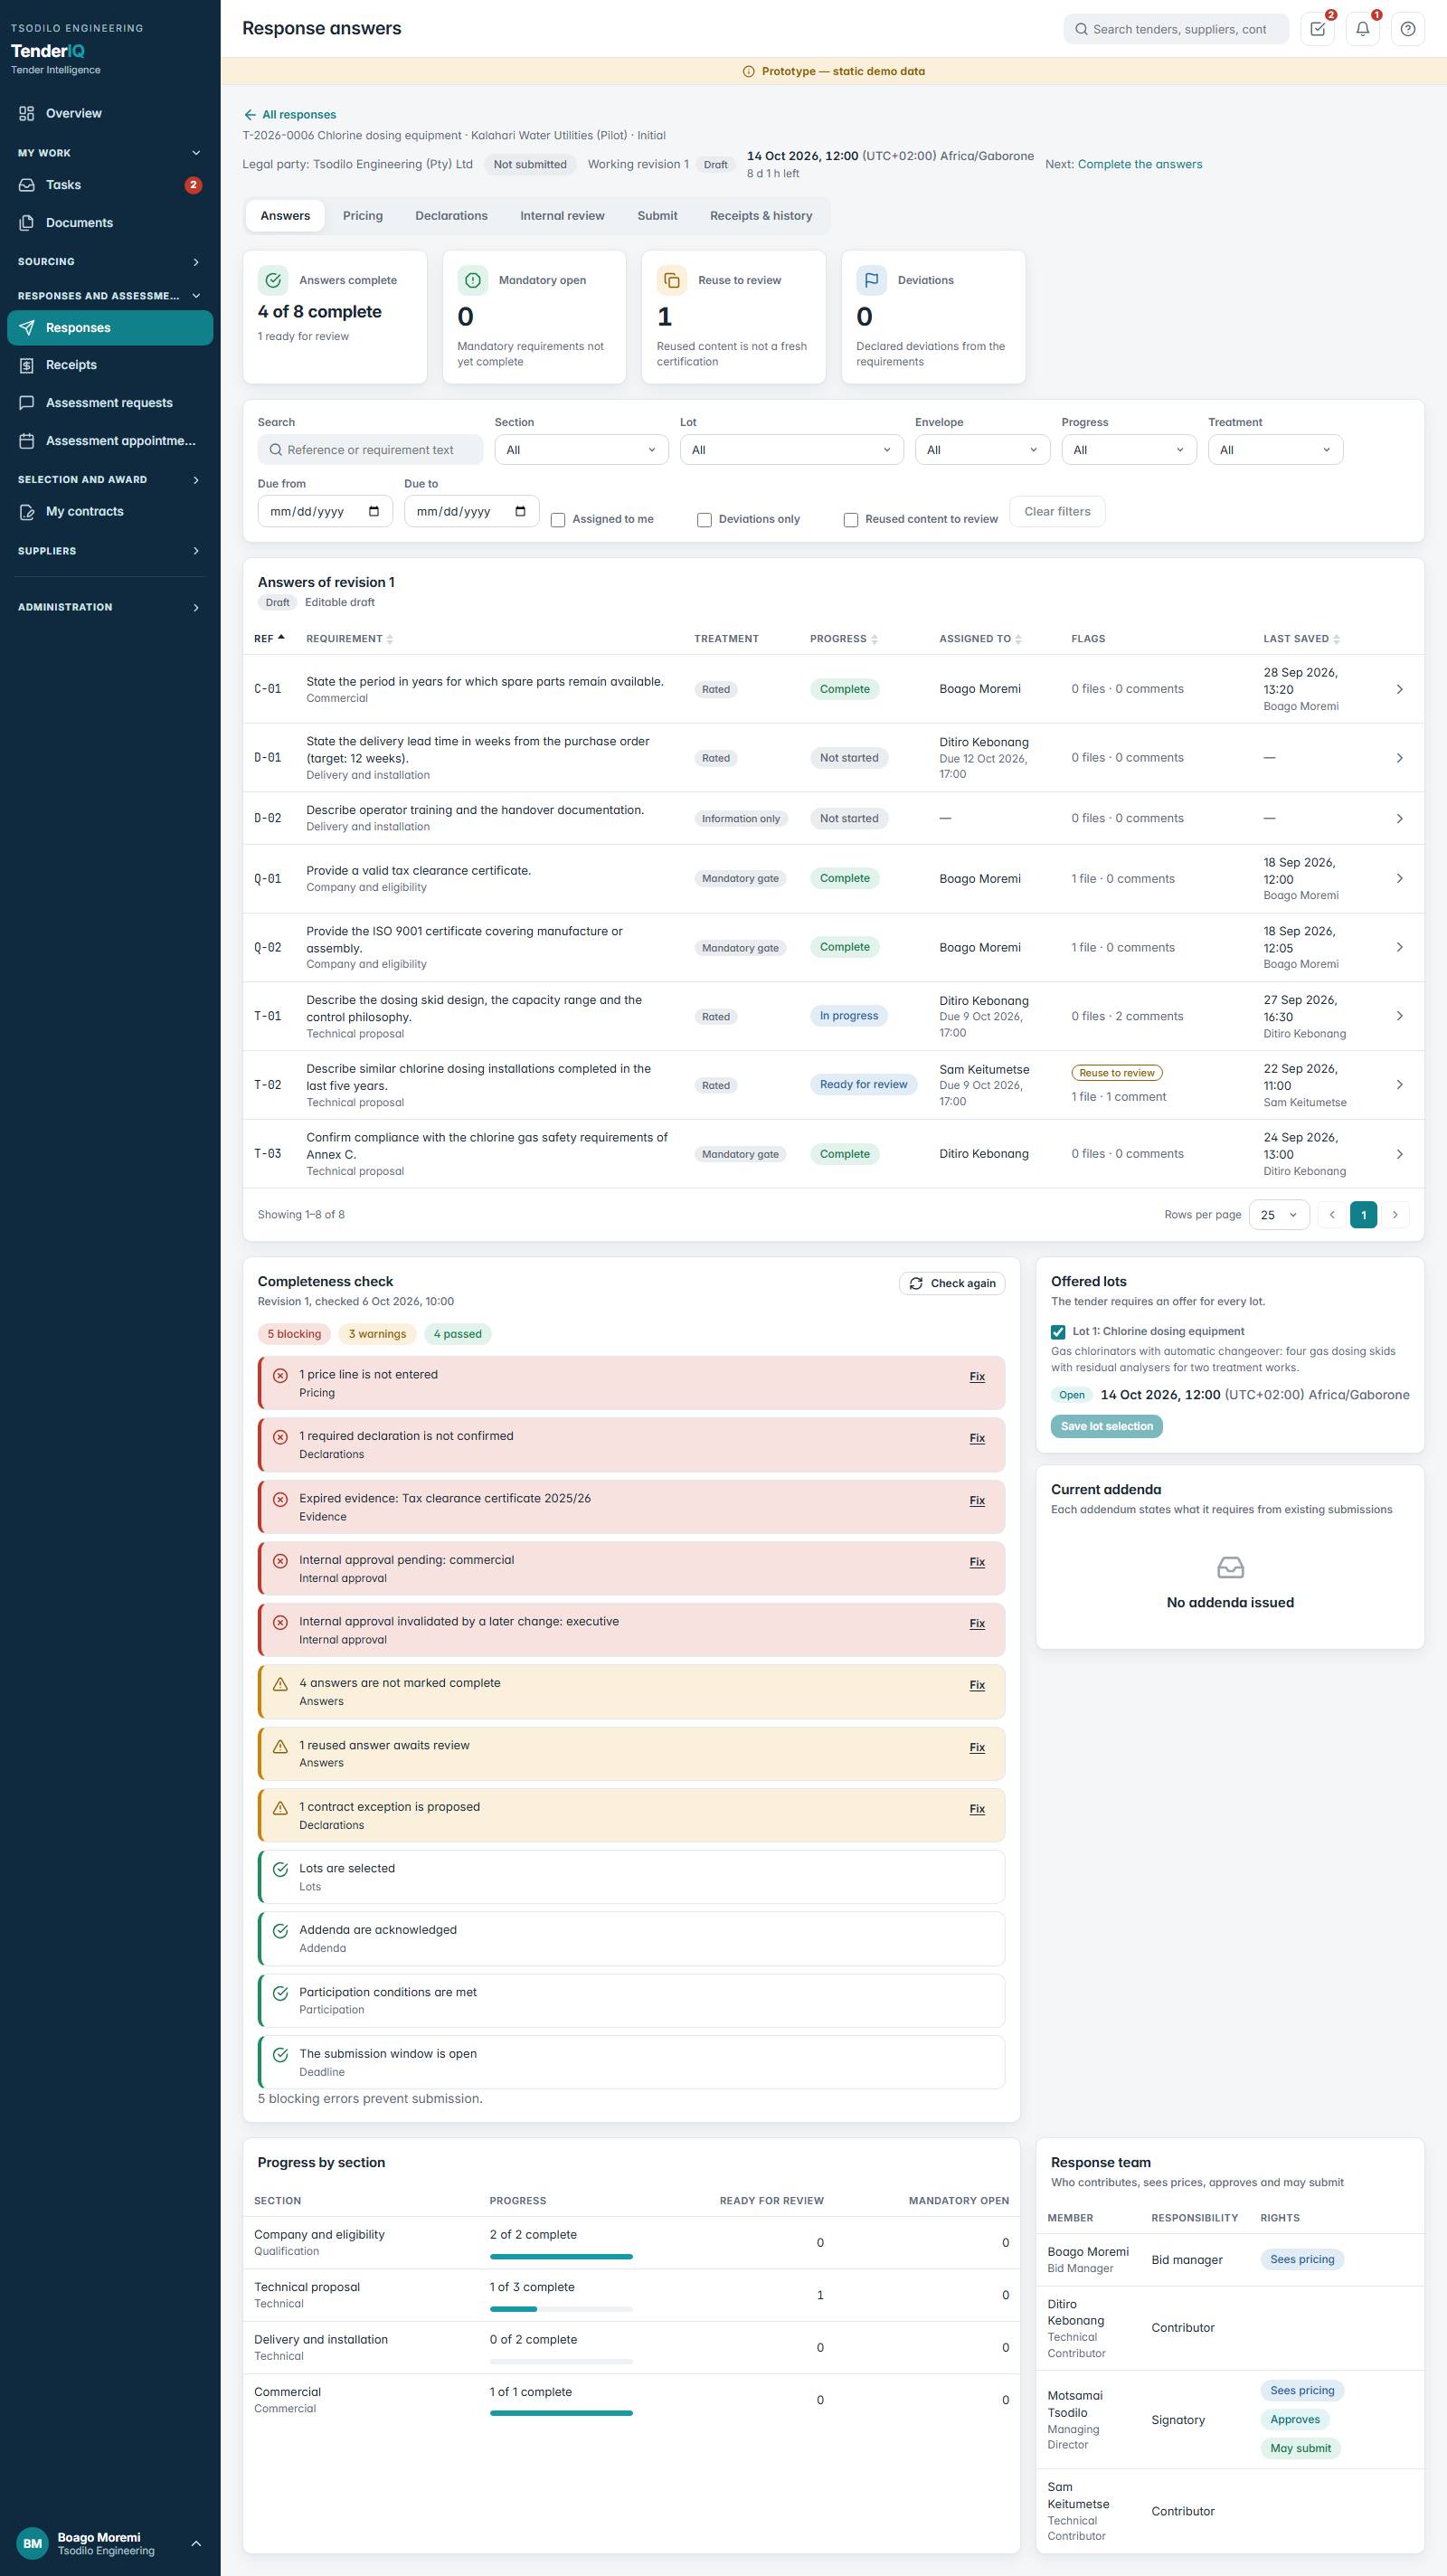 TSODILO ENGINEERING
TenderIQ
Tender Intelligence
Overview
MY WORK
Tasks 2
Documents
SOURCING
RESPONSES AND ASSESSME...
Responses
Receipts
Assessment requests
Assessment appointme...
SELECTION AND AWARD
My contracts
SUPPLIERS
ADMINISTRATION
BM
Boago Moremi
Tsodilo Engineering
Response answers
Search tenders, suppliers, cont
2
1
Prototype — static demo data
All responses
T-2026-0006 Chlorine dosing equipment · Kalahari Water Utilities (Pilot) · Initial
Legal party: Tsodilo Engineering (Pty) Ltd Not submitted Working revision 1 Draft 14 Oct 2026, 12:00 (UTC+02:00) Africa/Gaborone Next: Complete the answers
8 d 1 h left
Answers Pricing Declarations Internal review Submit Receipts & history
Answers complete
4 of 8 complete
1 ready for review
Mandatory open
0
Mandatory requirements not
yet complete
Reuse to review
1
Reused content is not a fresh
certification
Deviations
0
Declared deviations from the
requirements
Search Section Lot Envelope Progress Treatment
Reference or requirement text All All All All All
Due from Due to
mm/dd/yyyy mm/dd/yyyy Assigned to me Deviations only Reused content to review Clear filters
Answers of revision 1
Draft Editable draft
REF REQUIREMENT TREATMENT PROGRESS ASSIGNED TO FLAGS LAST SAVED
C-01 State the period in years for which spare parts remain available. Rated Complete Boago Moremi 0 files · 0 comments 28 Sep 2026,
13:20
Commercial Boago Moremi
D-01 State the delivery lead time in weeks from the purchase order Rated Not started Ditiro Kebonang 0 files · 0 comments —
(target: 12 weeks). Due 12 Oct 2026,
Delivery and installation 17:00
D-02 Describe operator training and the handover documentation. Information only Not started — 0 files · 0 comments —
Delivery and installation
Q-01 Provide a valid tax clearance certificate. Mandatory gate Complete Boago Moremi 1 file · 0 comments 18 Sep 2026,
12:00
Company and eligibility Boago Moremi
Q-02 Provide the ISO 9001 certificate covering manufacture or Mandatory gate Complete Boago Moremi 1 file · 0 comments 18 Sep 2026,
assembly. 12:05
Company and eligibility Boago Moremi
T-01 Describe the dosing skid design, the capacity range and the Rated In progress Ditiro Kebonang 0 files · 2 comments 27 Sep 2026,
control philosophy. Due 9 Oct 2026, 16:30
Technical proposal 17:00 Ditiro Kebonang
T-02 Describe similar chlorine dosing installations completed in the Rated Ready for review Sam Keitumetse Reuse to review 22 Sep 2026,
last five years. Due 9 Oct 2026, 1 file · 1 comment 11:00
Technical proposal 17:00 Sam Keitumetse
T-03 Confirm compliance with the chlorine gas safety requirements of Mandatory gate Complete Ditiro Kebonang 0 files · 0 comments 24 Sep 2026,
Annex C. 13:00
Technical proposal Ditiro Kebonang
Showing 1–8 of 8 Rows per page 25 1
Completeness check
Check again
Revision 1, checked 6 Oct 2026, 10:00
5 blocking 3 warnings 4 passed
1 price line is not entered Fix
Pricing
1 required declaration is not confirmed Fix
Declarations
Expired evidence: Tax clearance certificate 2025/26 Fix
Evidence
Internal approval pending: commercial Fix
Internal approval
Internal approval invalidated by a later change: executive Fix
Internal approval
4 answers are not marked complete Fix
Answers
1 reused answer awaits review Fix
Answers
1 contract exception is proposed Fix
Declarations
Lots are selected
Lots
Addenda are acknowledged
Addenda
Participation conditions are met
Participation
The submission window is open
Deadline
5 blocking errors prevent submission.
Offered lots
The tender requires an offer for every lot.
Lot 1: Chlorine dosing equipment
Gas chlorinators with automatic changeover: four gas dosing skids
with residual analysers for two treatment works.
Open 14 Oct 2026, 12:00 (UTC+02:00) Africa/Gaborone
Save lot selection
Current addenda
Each addendum states what it requires from existing submissions
No addenda issued
Progress by section
SECTION PROGRESS READY FOR REVIEW MANDATORY OPEN
Company and eligibility 2 of 2 complete 0 0
Qualification
Technical proposal 1 of 3 complete 1 0
Technical
Delivery and installation 0 of 2 complete 0 0
Technical
Commercial 1 of 1 complete 0 0
Commercial
Response team
Who contributes, sees prices, approves and may submit
MEMBER RESPONSIBILITY RIGHTS
Boago Moremi Bid manager Sees pricing
Bid Manager
Ditiro
Kebonang Contributor
Technical
Contributor
Motsamai Sees pricing
Tsodilo Signatory Approves
Managing
Director May submit
Sam
Keitumetse Contributor
Technical
Contributor